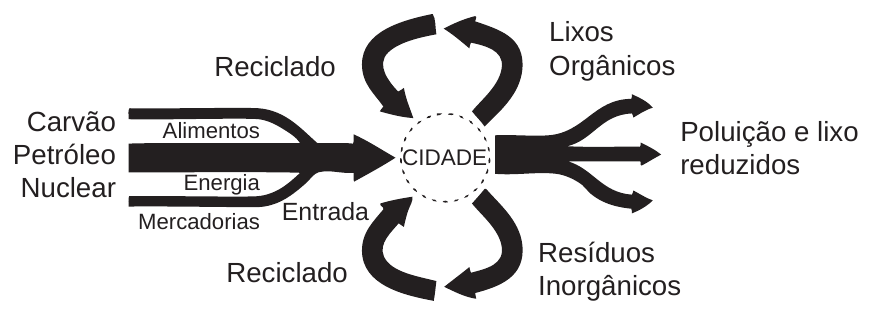 Lixos
Orgânicos
Reciclado
Carvão
Petróleo
Nuclear
Alimentos
Energia
Mercadorias
Entrada
CIDADE
Poluição e lixo
reduzidos
Reciclado
Resíduos
Inorgânicos